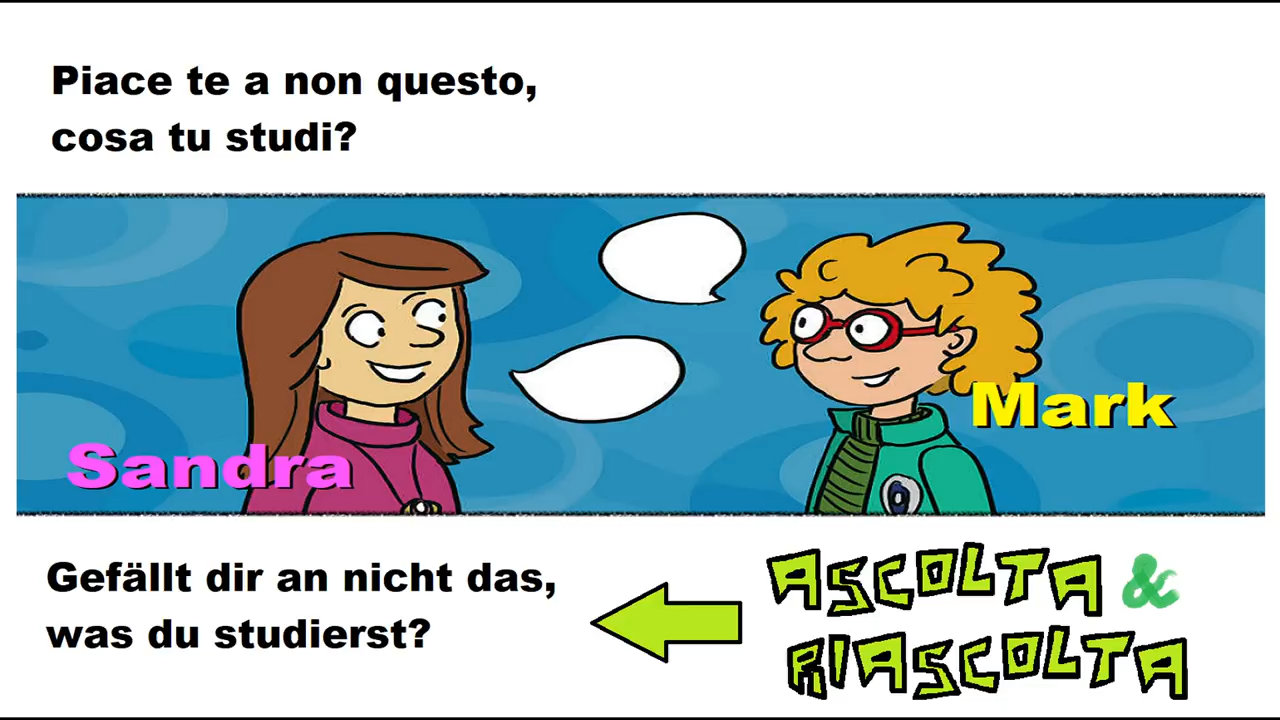 Piace te a non questo,
cosa tu studi?
Mark
Sandra
Gefällt dir an nicht das,
was du studierst?
ASCOLTA &
RIASCOLTA